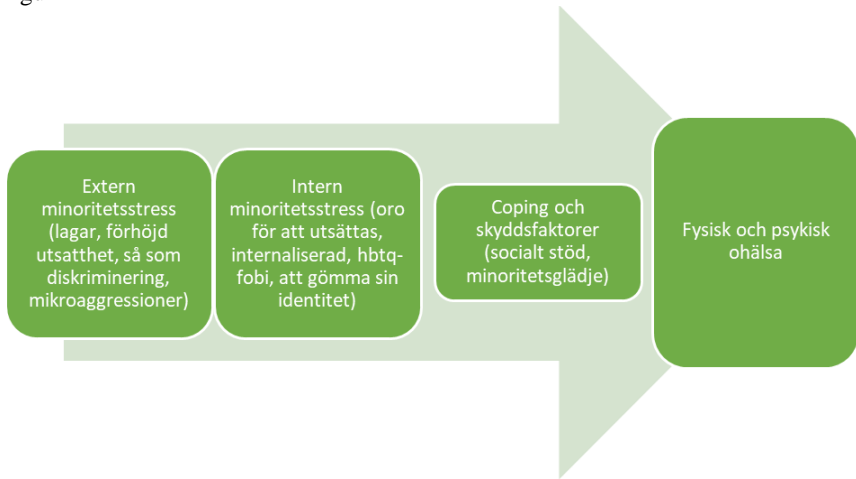 Extern
minoritetsstress
(lagar, förhöjd
utsatthet, så som
diskriminering,
mikroaggressioner)
Intern
minoritetsstress (oro
för att utsättas,
internaliserad, hbtq-
fobi, att gömma sin
identitet)
Coping och
skyddsfaktorer
(socialt stöd,
minoritetsglädje)
Fysisk och psykisk
ohälsa